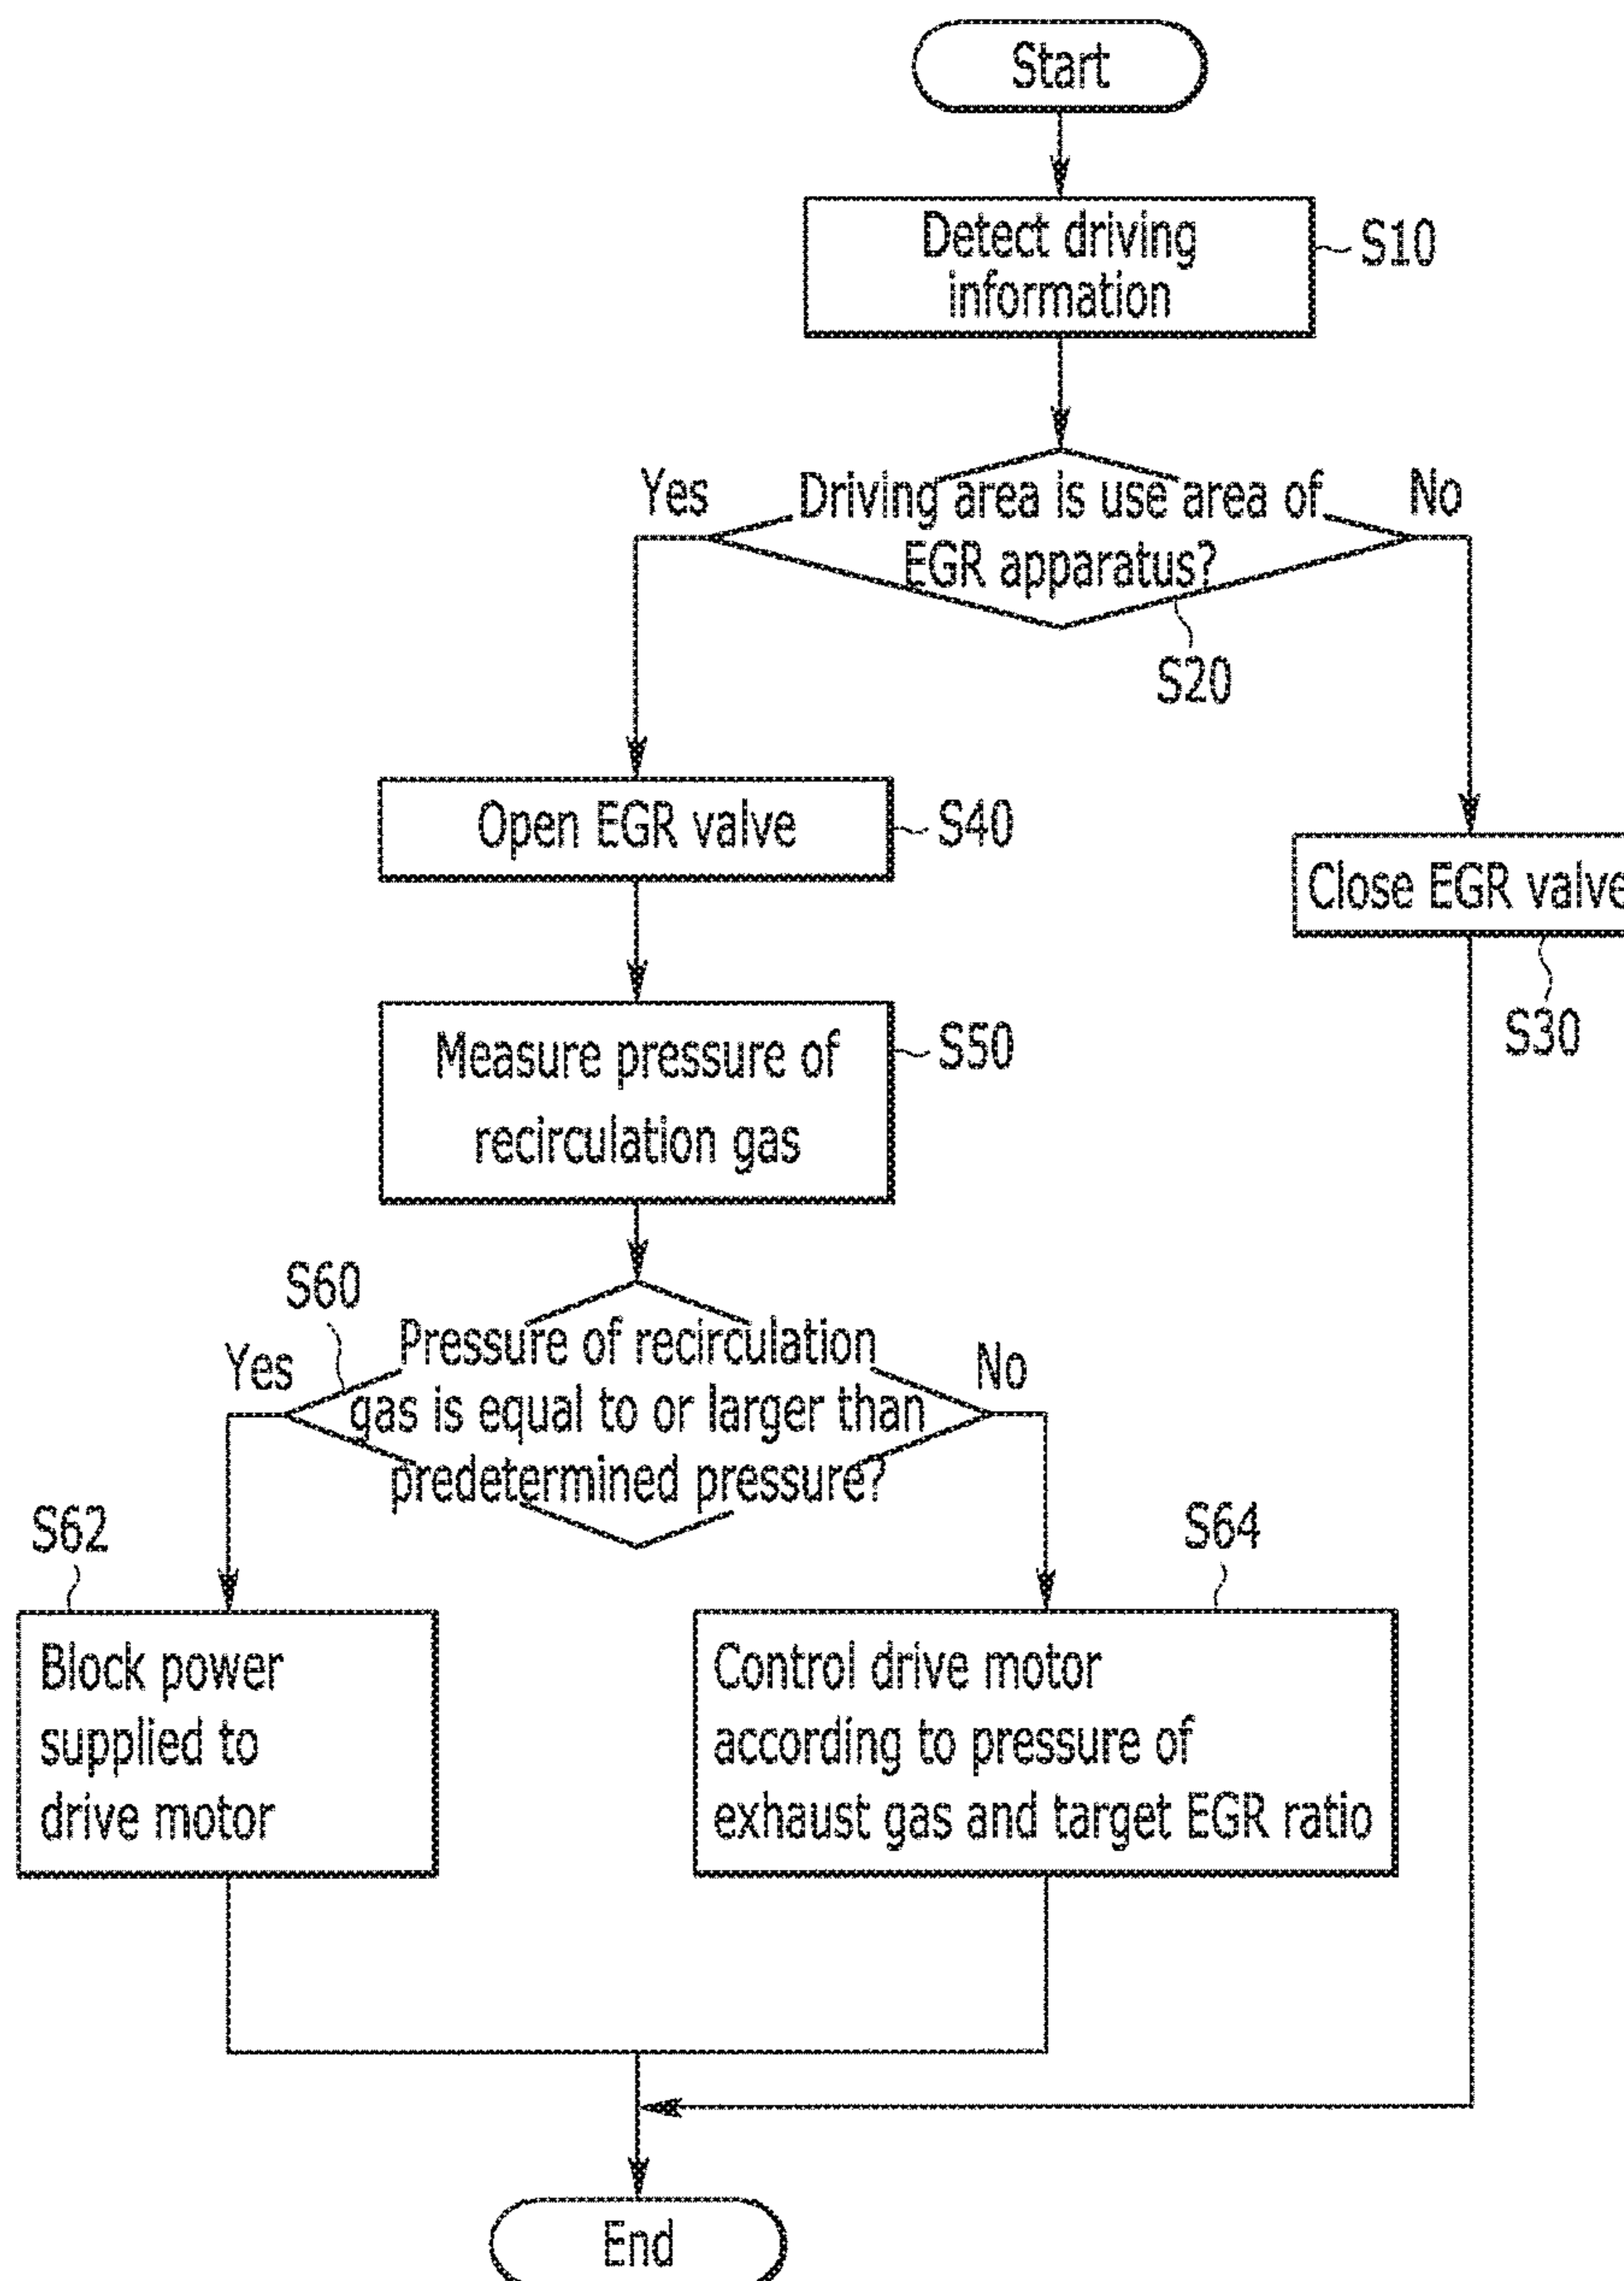 Start
Detect driving
information
S10
Yes
Driving area is use area of
EGR apparatus?
No
S20
Open EGR valve
S40
Close EGR valve
S30
Measure pressure of
recirculation gas
S50
S60
Yes
Pressure of recirculation
gas is equal to or larger than
predetermined pressure?
No
S62
Block power
supplied to
drive motor
S64
Control drive motor
according to pressure of
exhaust gas and target EGR ratio
End